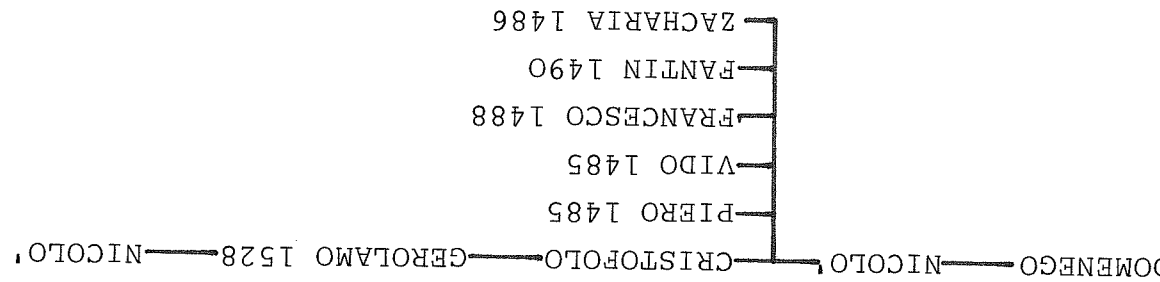 DOMENEGO NICOLO' CRISTOFOLO GEROLAMO 1528 NICOLO'
PIERO 1485
VIDO 1485
FRANCESCO 1488
FANTIN 1490
ZACHARIA 1486